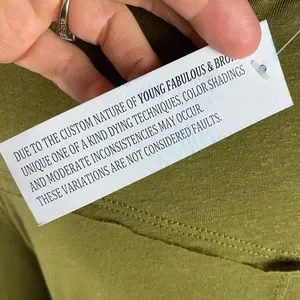 DUE TO THE CUSTOM NATURE OF YOUNG FABULOUS &
UNIQUE ONE OF A KIND DYING TECHNIQUES, COLOR SHADINGS
AND MODERATE INCONSISTENCIES MAY OCCUR.
THESE VARIATIONS ARE NOT CONSIDERED FAULTS.